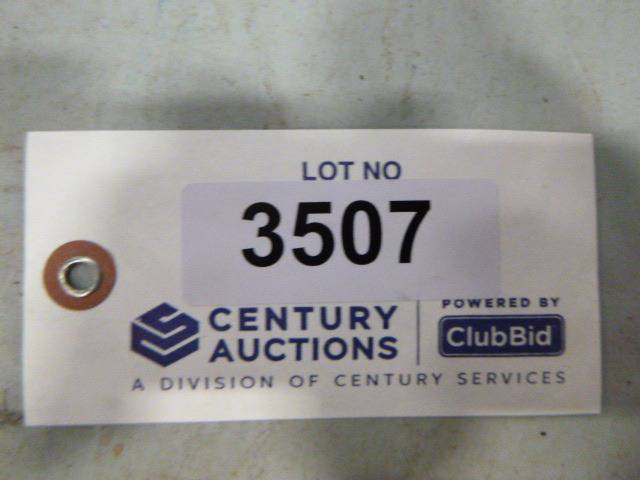 LOT NO
3507
CENTURY AUCTIONS
POWERED BY
ClubBid
A DIVISION OF CENTURY SERVICES